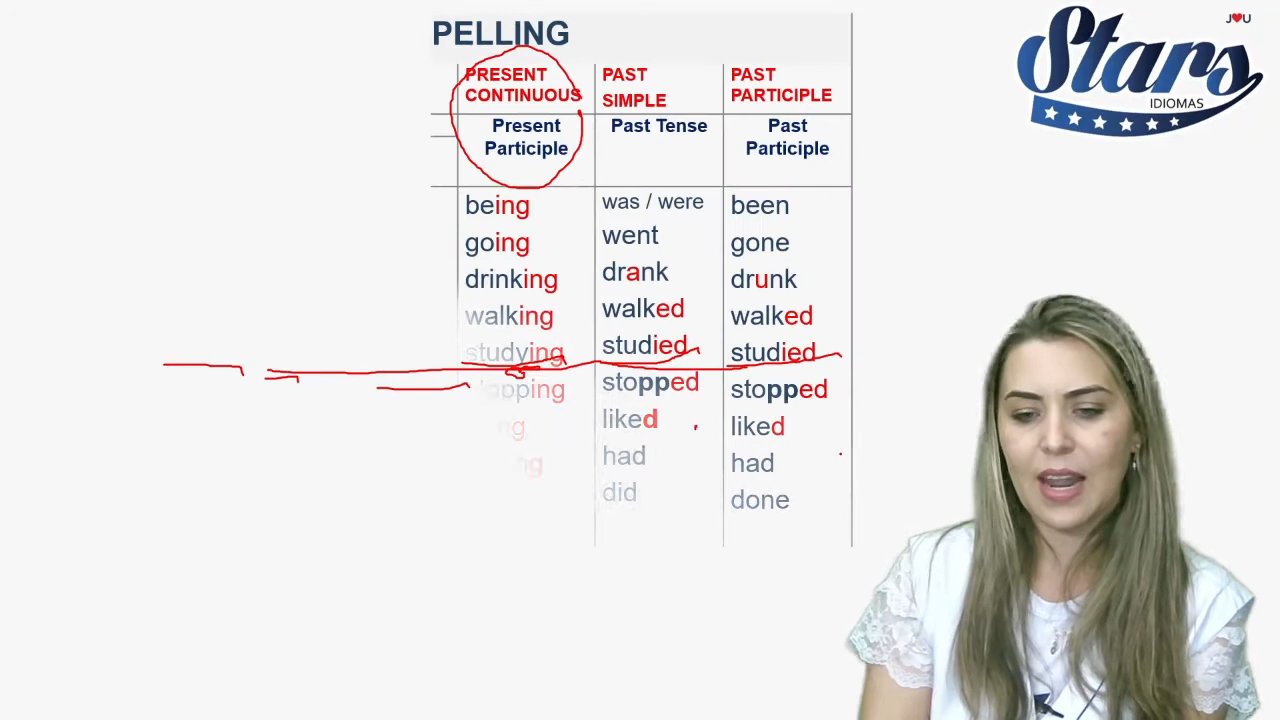 PELLING
PRESENT CONTINUOUS PAST SIMPLE PAST PARTICIPLE
Present Participle Past Tense Past Participle
being was / were been
going went gone
drinking drank drunk
walking walked walked
studying studied studied
stopped stopped
liked liked
had had
did done
J♥U
Stars
IDIOMAS